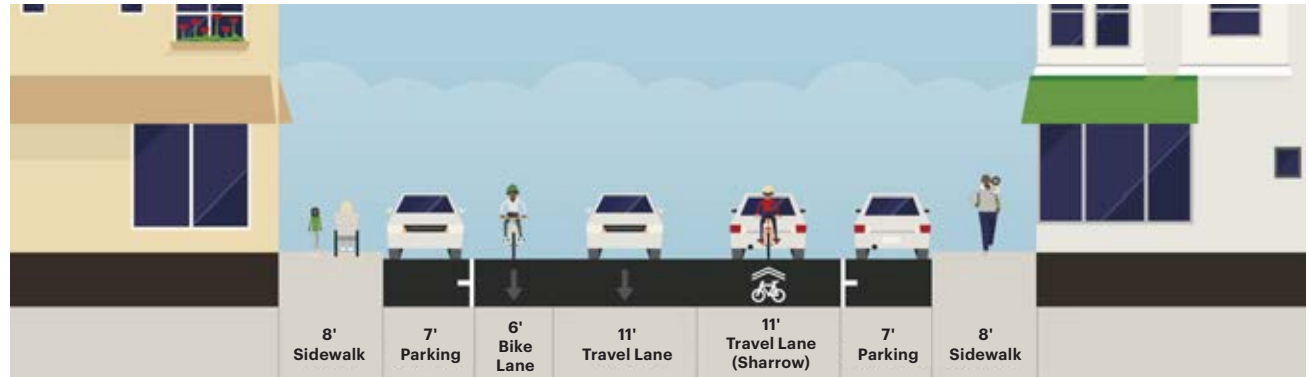 8'
Sidewalk
7'
Parking
6'
Bike
Lane
11'
Travel Lane
11'
Travel Lane
(Sharrow)
7'
Parking
8'
Sidewalk